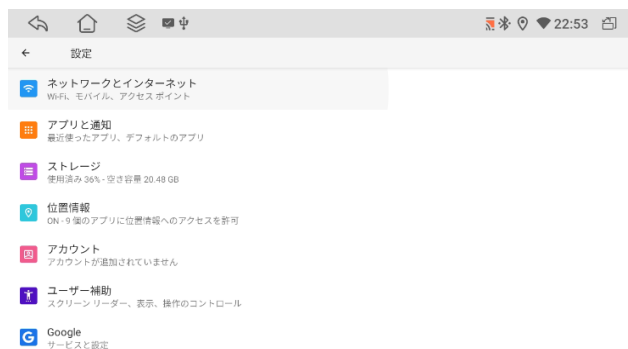 22:53
設定
ネットワークとインターネット
Wi-Fi、モバイル、アクセス ポイント
アプリと通知
最近使ったアプリ、デフォルトのアプリ
ストレージ
使用済み 36% - 空き容量 20.48 GB
位置情報
ON - 9 個のアプリに位置情報へのアクセスを許可
アカウント
アカウントが追加されていません
ユーザー補助
スクリーン リーダー、表示、操作のコントロール
Google
サービスと設定